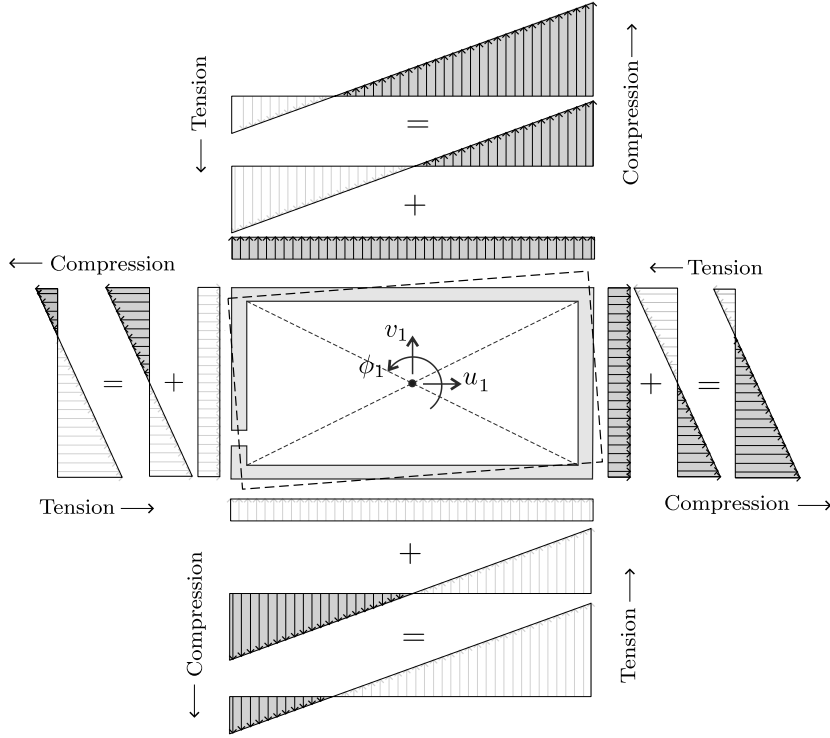 Tension
Compression
=
+
Compression
Tension
v₁
ϕ₁
u₁
=
+
+
=
Tension
Compression
+
Compression
Tension
=